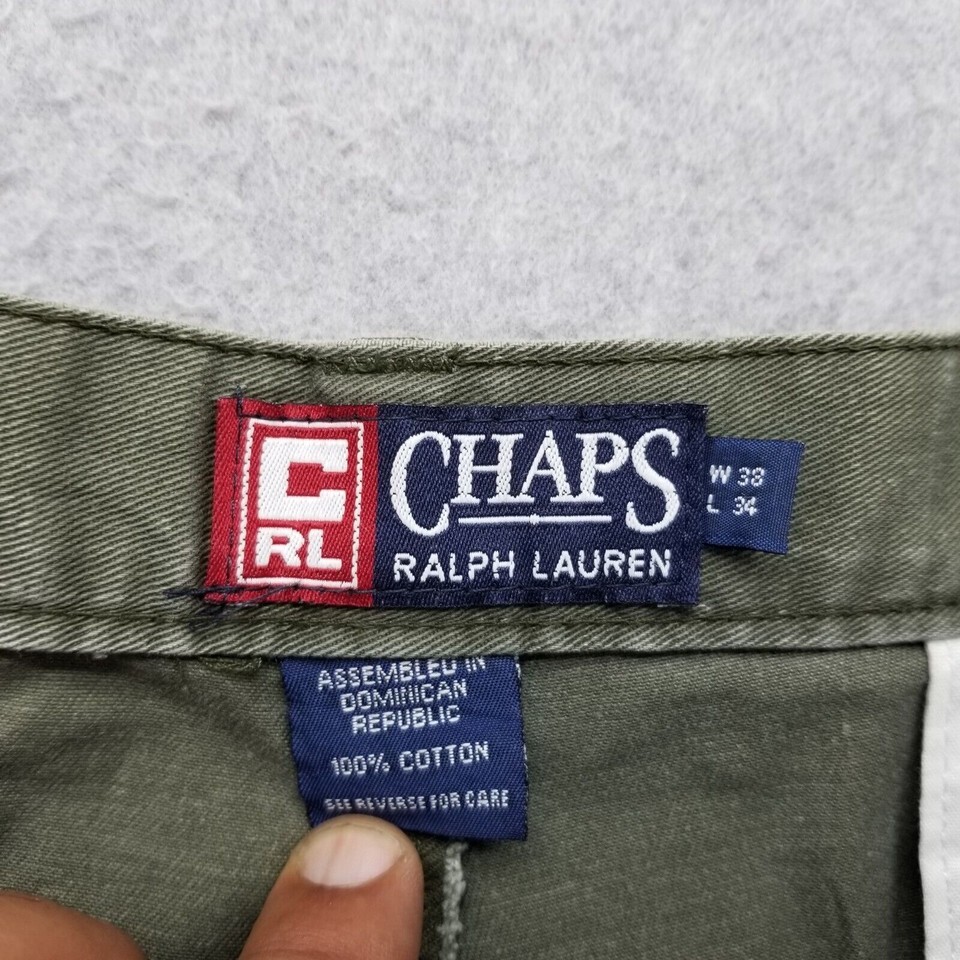 C
RL
CHAPS
RALPH LAUREN
W 38
L 34
ASSEMBLED IN
DOMINICAN
REPUBLIC
100% COTTON
SEE REVERSE FOR CARE